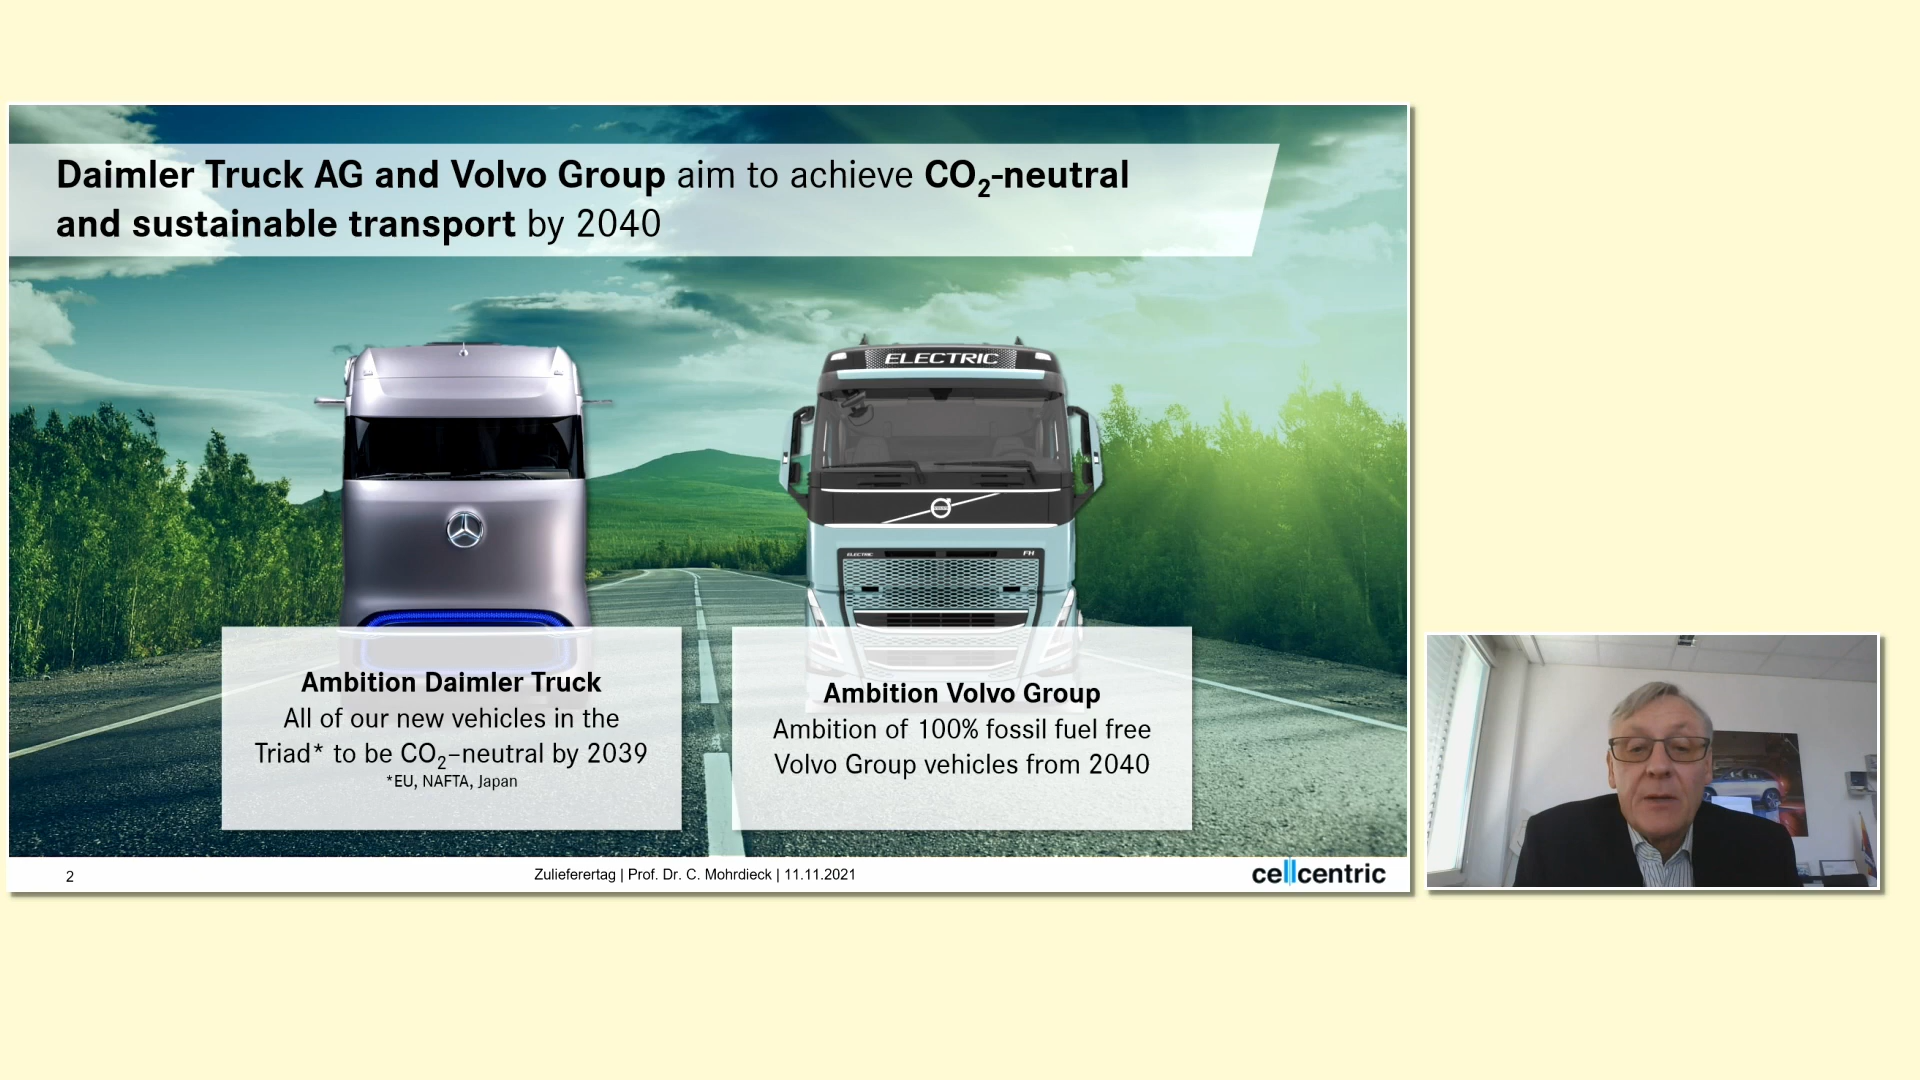 Daimler Truck AG and Volvo Group aim to achieve CO₂-neutral
and sustainable transport by 2040
ELECTRIC
ELECTRIC
FH
Ambition Daimler Truck
All of our new vehicles in the
Triad* to be CO₂-neutral by 2039
*EU, NAFTA, Japan
Ambition Volvo Group
Ambition of 100% fossil fuel free
Volvo Group vehicles from 2040
2
Zulieferertag | Prof. Dr. C. Mohrdieck | 11.11.2021
cellcentric